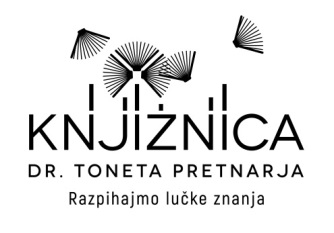 KNJIŽNICA
DR. TONETA PRETNARJA
Razpihajmo lučke znanja